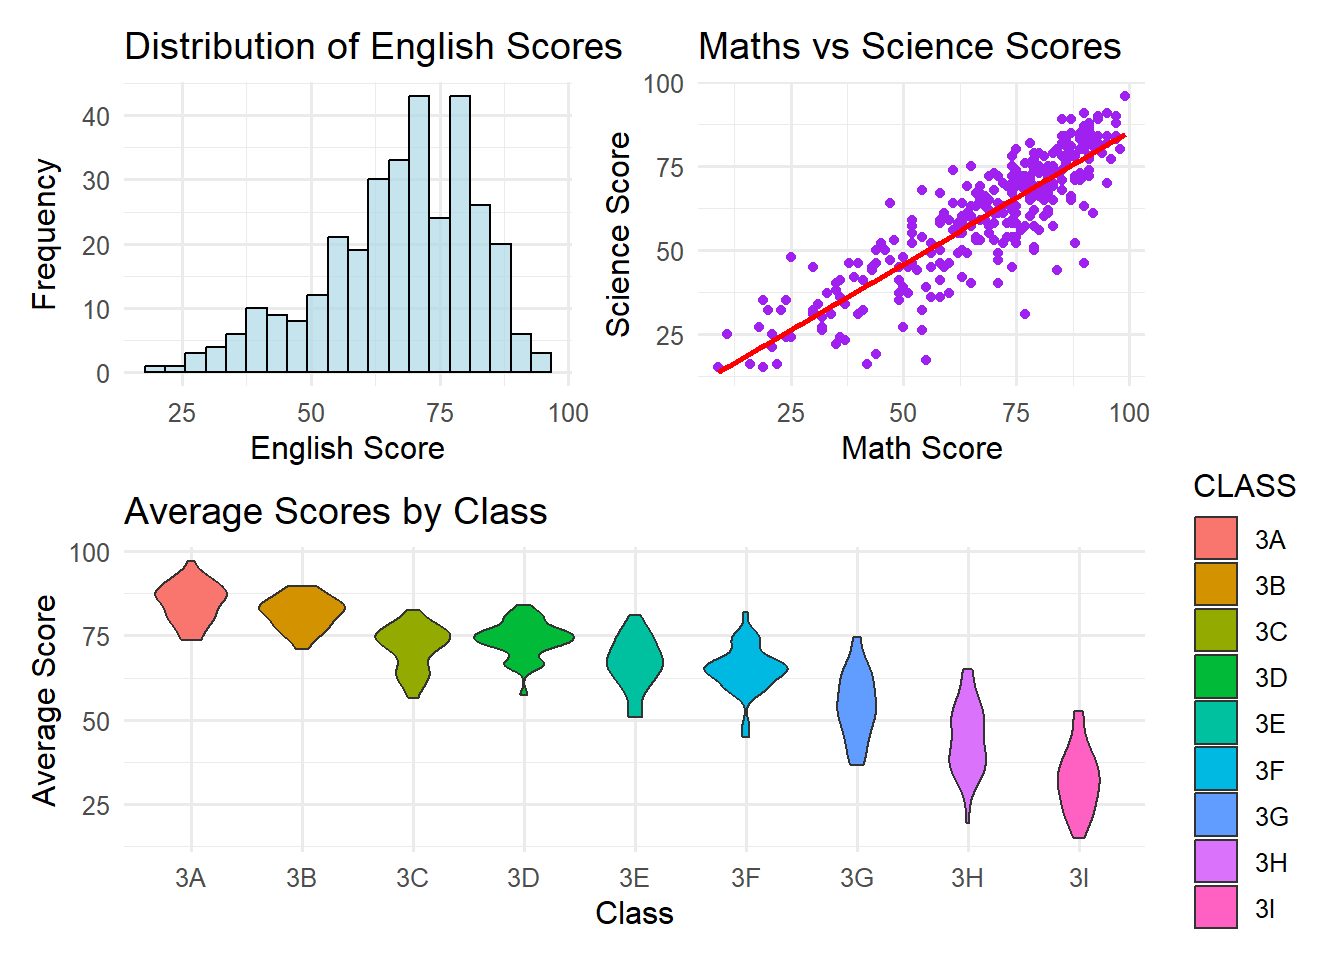 Distribution of English Scores
Frequency
40
30
20
10
0
25 50 75 100
English Score
Maths vs Science Scores
Science Score
100
75
50
25
25 50 75 100
Math Score
Average Scores by Class
Average Score
100
75
50
25
3A 3B 3C 3D 3E 3F 3G 3H 3I
Class
CLASS
3A
3B
3C
3D
3E
3F
3G
3H
3I